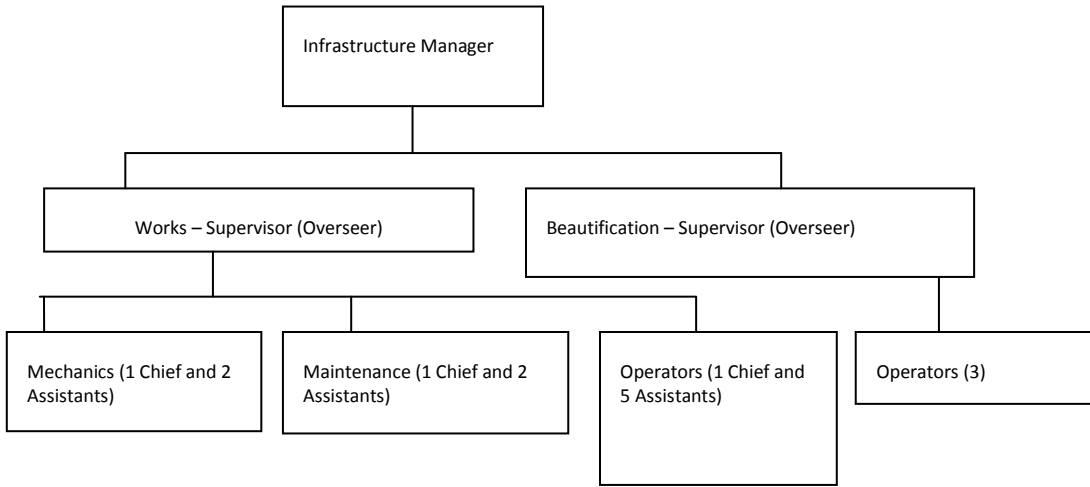 Infrastructure Manager
Works – Supervisor (Overseer)
Beautification – Supervisor (Overseer)
Mechanics (1 Chief and 2
Assistants)
Maintenance (1 Chief and 2
Assistants)
Operators (1 Chief and
5 Assistants)
Operators (3)